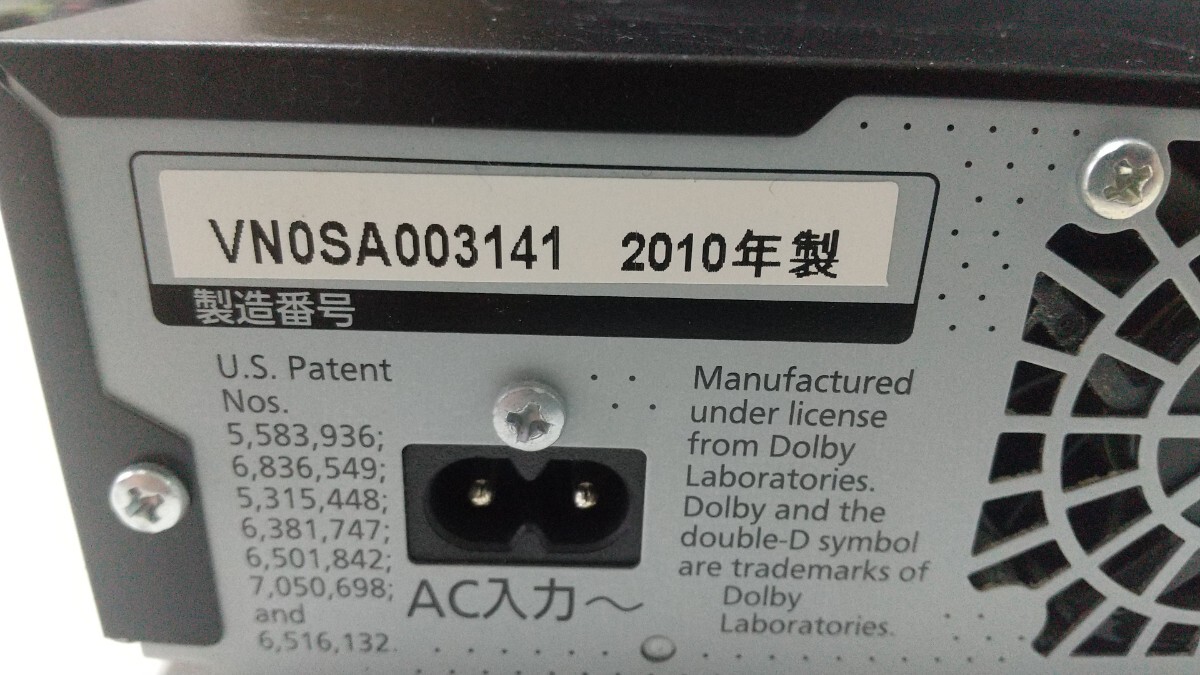 VN0SA003141 2010年製
製造番号
U.S. Patent
Nos.
5,583,936;
6,836,549;
5,315,448;
6,381,747;
6,501,842;
7,050,698;
and
6,516,132.
AC入力～
Manufactured
under license
from Dolby
Laboratories.
Dolby and the
double-D symbol
are trademarks of
Dolby
Laboratories.